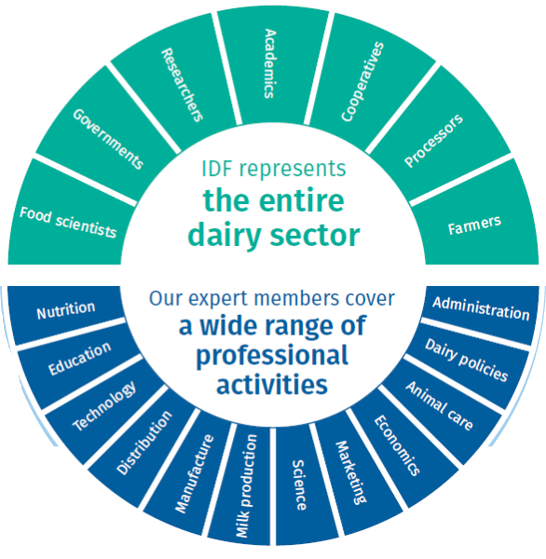 Food scientists
Governments
Researchers
Academics
Cooperatives
Processors
Farmers
IDF represents
the entire
dairy sector
Our expert members cover
a wide range of
professional
activities
Nutrition
Education
Technology
Distribution
Manufacture
Milk production
Science
Marketing
Economics
Animal care
Dairy policies
Administration